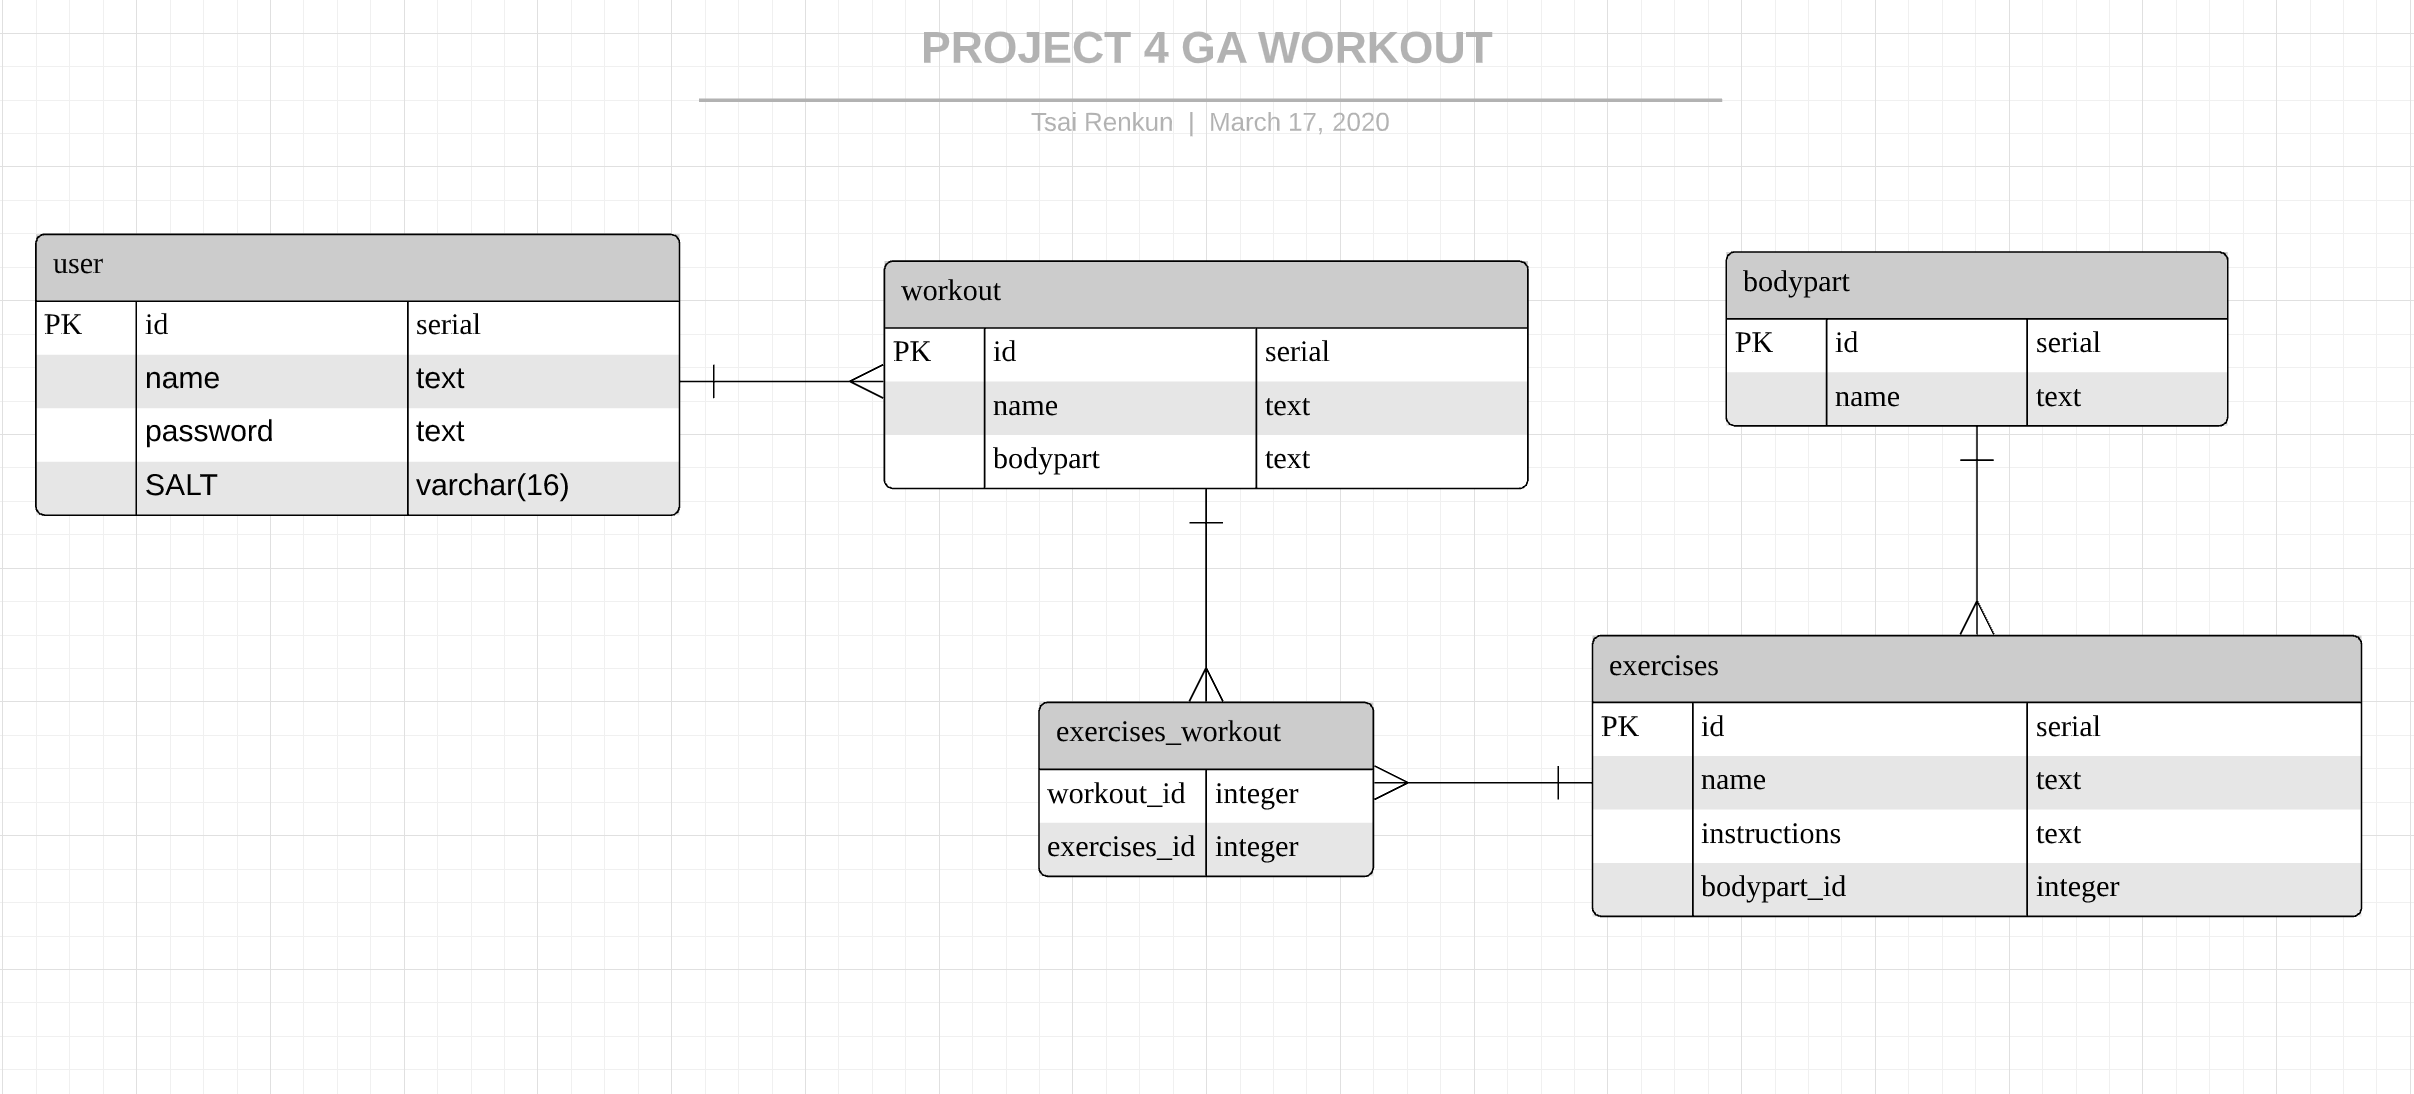 PROJECT 4 GA WORKOUT
Tsai Renkun | March 17, 2020
user
PK id serial
name text
password text
SALT varchar(16)
workout
PK id serial
name text
bodypart text
bodypart
PK id serial
name text
exercises_workout
workout_id integer
exercises_id integer
exercises
PK id serial
name text
instructions text
bodypart_id integer